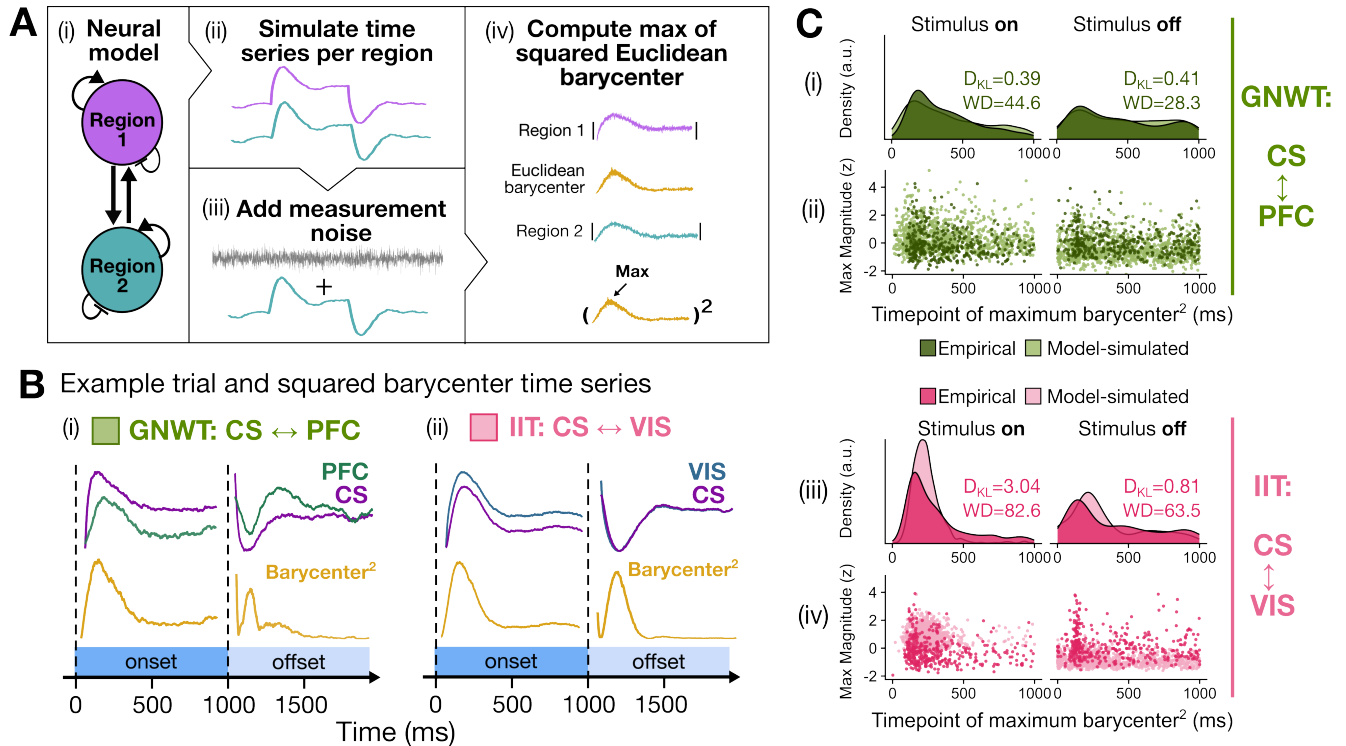 A
(i) Neural
model
Region
1
Region
2
(ii) Simulate time
series per region
(iii) Add measurement
noise
+
(iv) Compute max of
squared Euclidean
barycenter
Region 1
Euclidean
barycenter
Region 2
Max
( )2
B Example trial and squared barycenter time series
(i) GNWT: CS ↔ PFC
PFC
CS
Barycenter2
onset offset
0 500 1000 1500
(ii) IIT: CS ↔ VIS
VIS
CS
Barycenter2
onset offset
0 500 1000 1500
Time (ms)
C
Stimulus on Stimulus off
(i)
Density (a.u.)
DKL=0.39
WD=44.6
DKL=0.41
WD=28.3
0 500 1000 0 500 1000
(ii)
Max Magnitude (z)
4
2
0
-2
0 500 1000 0 500 1000
Timepoint of maximum barycenter2 (ms)
Empirical Model-simulated
GNWT:
CS
↕
PFC
Empirical Model-simulated
Stimulus on Stimulus off
(iii)
Density (a.u.)
DKL=3.04
WD=82.6
DKL=0.81
WD=63.5
0 500 1000 0 500 1000
(iv)
Max Magnitude (z)
4
2
0
-2
0 500 1000 0 500 1000
Timepoint of maximum barycenter2 (ms)
IIT:
CS
↕
VIS